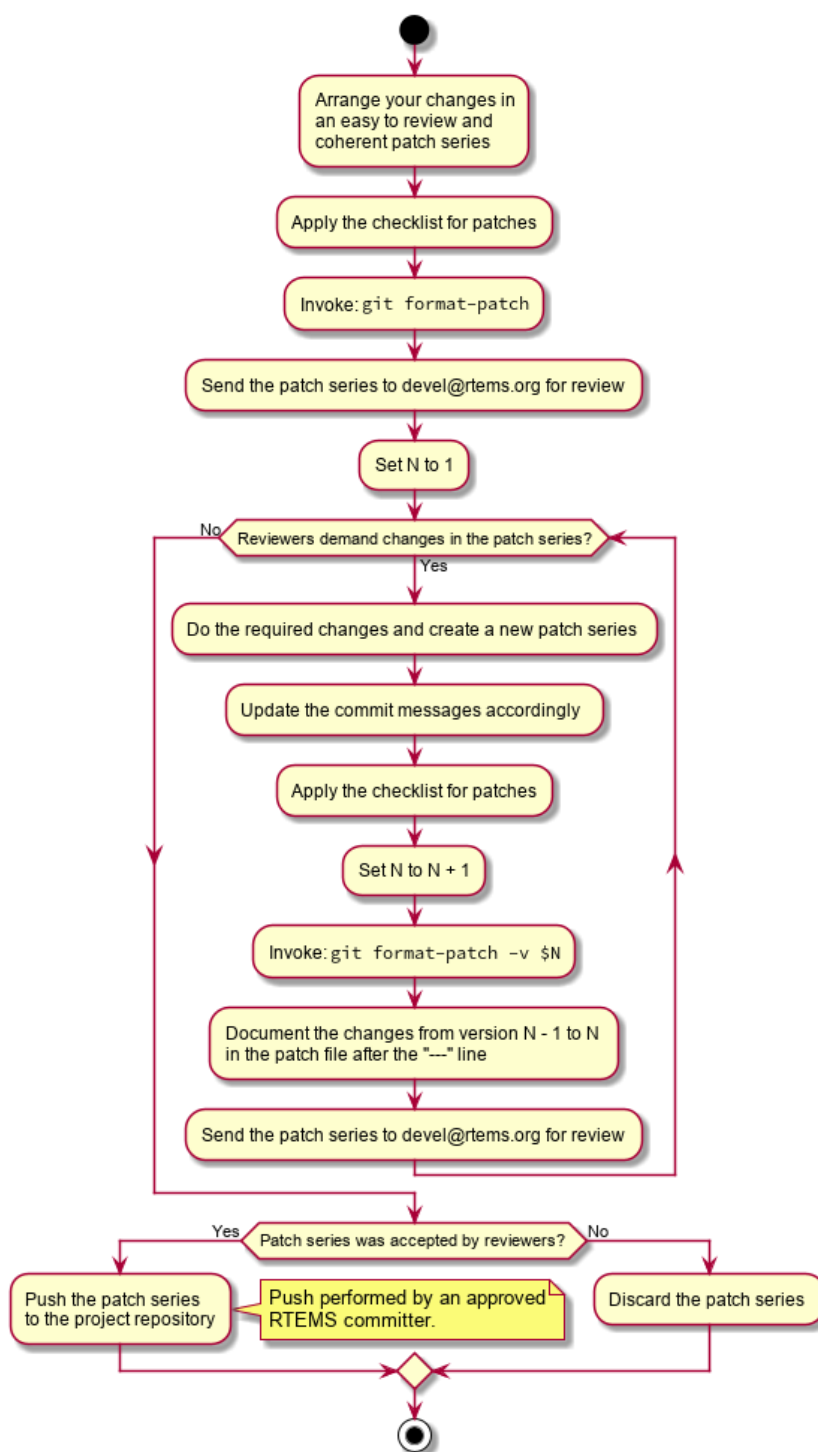 Arrange your changes in
an easy to review and
coherent patch series
Apply the checklist for patches
Invoke: git format-patch
Send the patch series to devel@rtems.org for review
Set N to 1
No
Reviewers demand changes in the patch series?
Yes
Do the required changes and create a new patch series
Update the commit messages accordingly
Apply the checklist for patches
Set N to N + 1
Invoke: git format-patch -v $N
Document the changes from version N - 1 to N
in the patch file after the "---" line
Send the patch series to devel@rtems.org for review
Yes
Patch series was accepted by reviewers?
No
Push the patch series
to the project repository
Push performed by an approved
RTEMS committer.
Discard the patch series